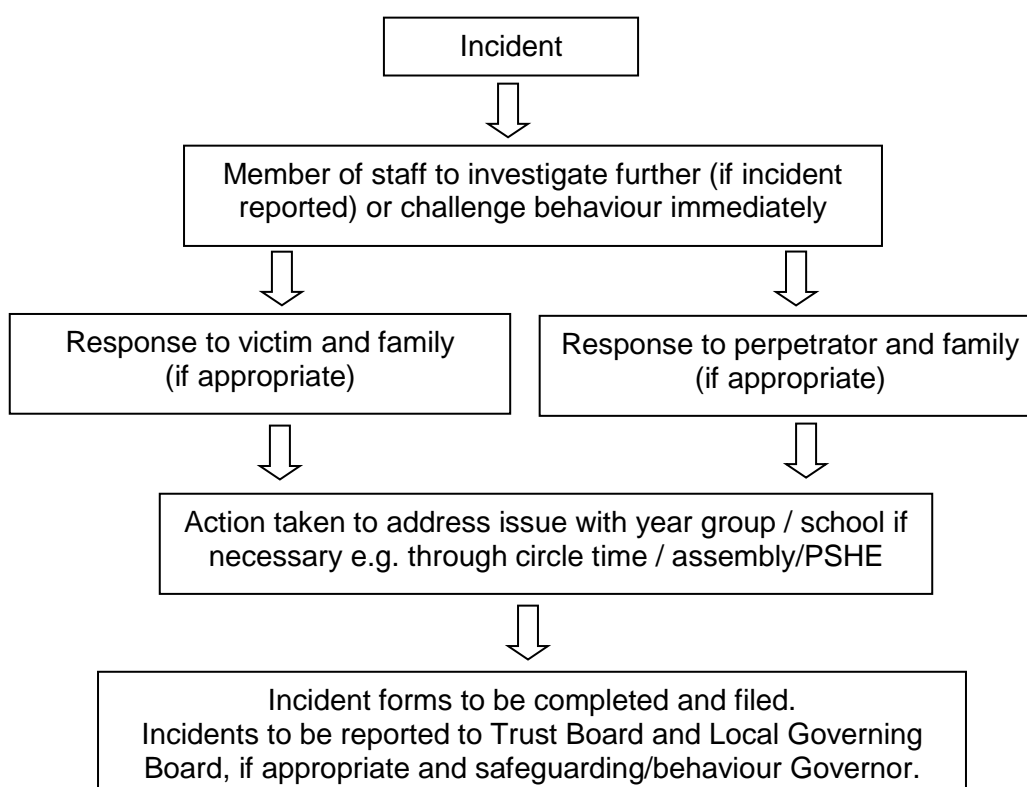 Incident
Member of staff to investigate further (if incident
reported) or challenge behaviour immediately
Response to victim and family
(if appropriate)
Response to perpetrator and family
(if appropriate)
Action taken to address issue with year group / school if
necessary e.g. through circle time / assembly/PSHE
Incident forms to be completed and filed.
Incidents to be reported to Trust Board and Local Governing
Board, if appropriate and safeguarding/behaviour Governor.